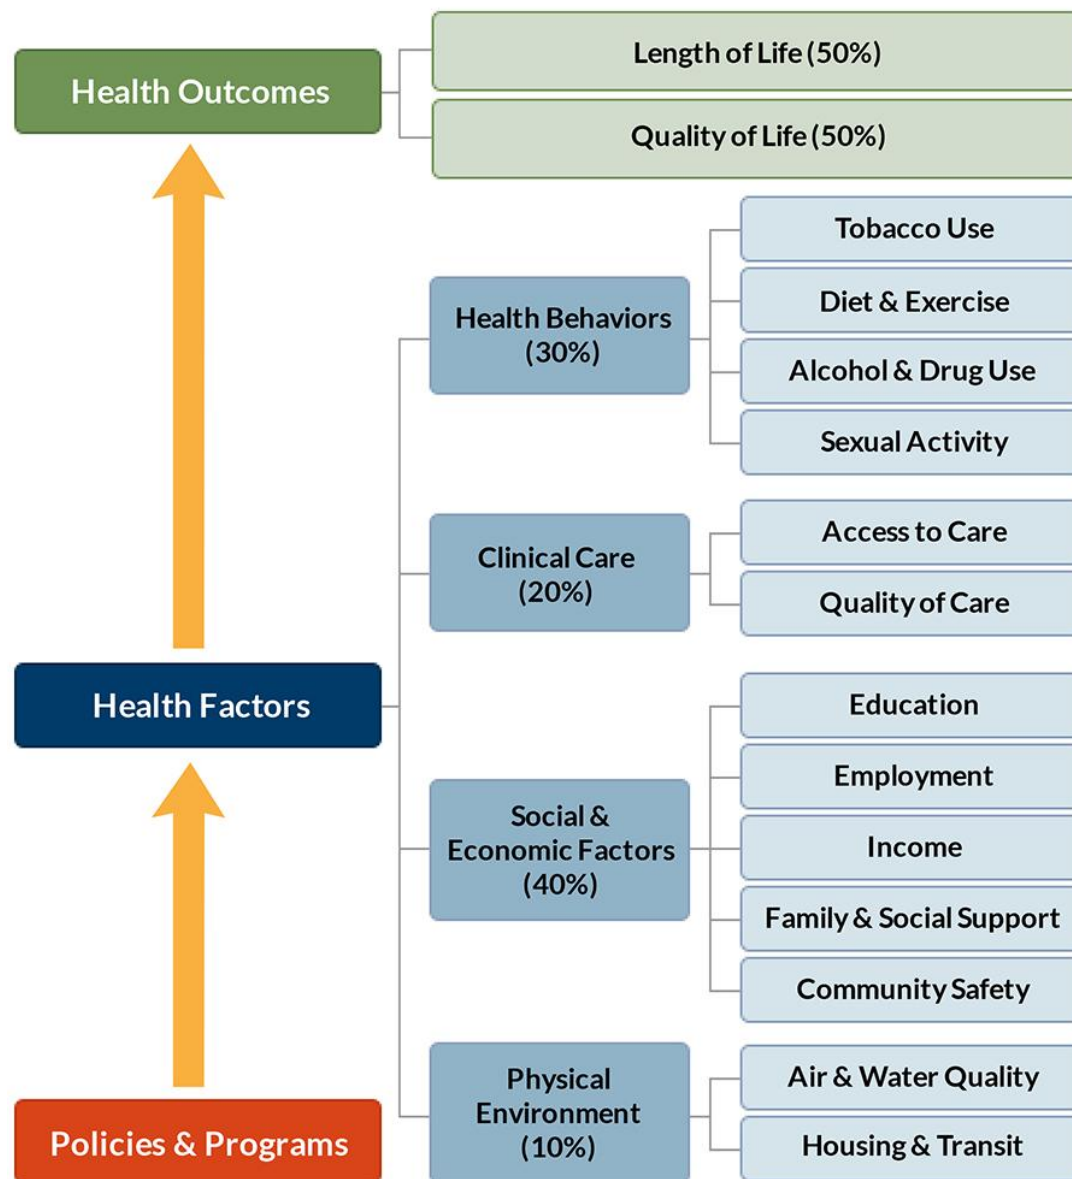 Health Outcomes
Length of Life (50%)
Quality of Life (50%)
Health Factors
Health Behaviors
(30%)
Tobacco Use
Diet & Exercise
Alcohol & Drug Use
Sexual Activity
Clinical Care
(20%)
Access to Care
Quality of Care
Social &
Economic Factors
(40%)
Education
Employment
Income
Family & Social Support
Community Safety
Physical
Environment
(10%)
Air & Water Quality
Housing & Transit
Policies & Programs